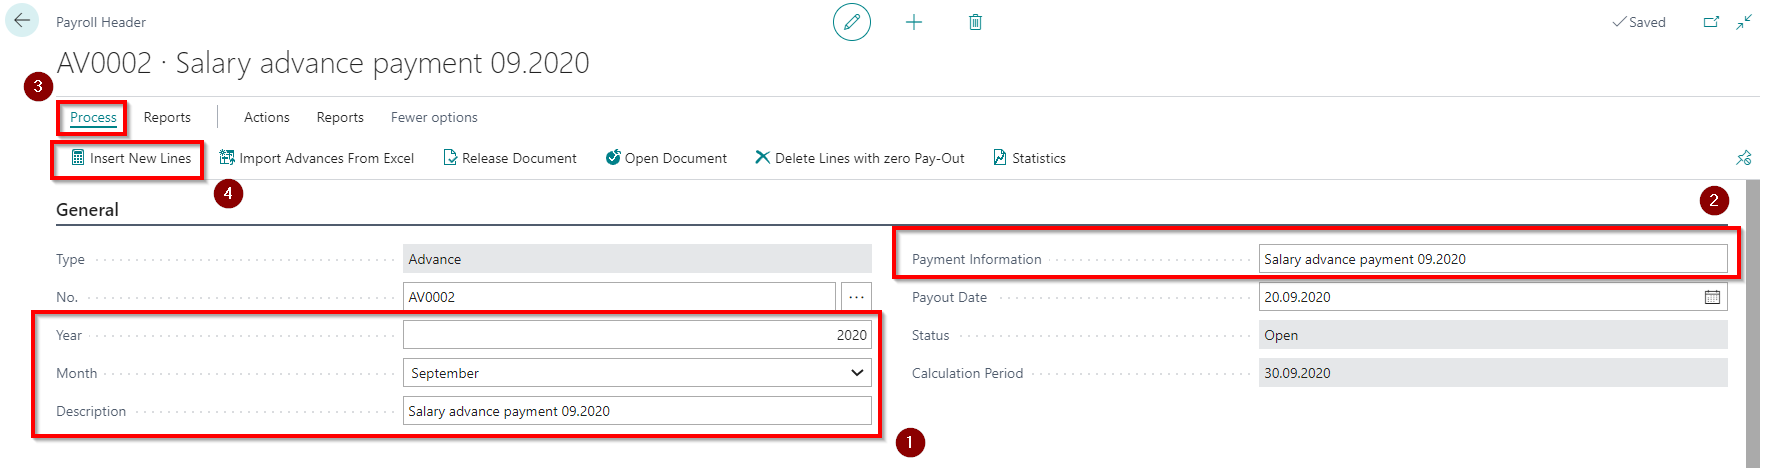 Payroll Header
Saved
AV0002 · Salary advance payment 09.2020
3
Process Reports Actions Reports Fewer options
Insert New Lines Import Advances From Excel Release Document Open Document Delete Lines with zero Pay-Out Statistics
4
2
General
Type Advance
Payment Information Salary advance payment 09.2020
No. AV0002 ...
Payout Date 20.09.2020
Year 2020
Status Open
Month September
Calculation Period 30.09.2020
Description Salary advance payment 09.2020
1